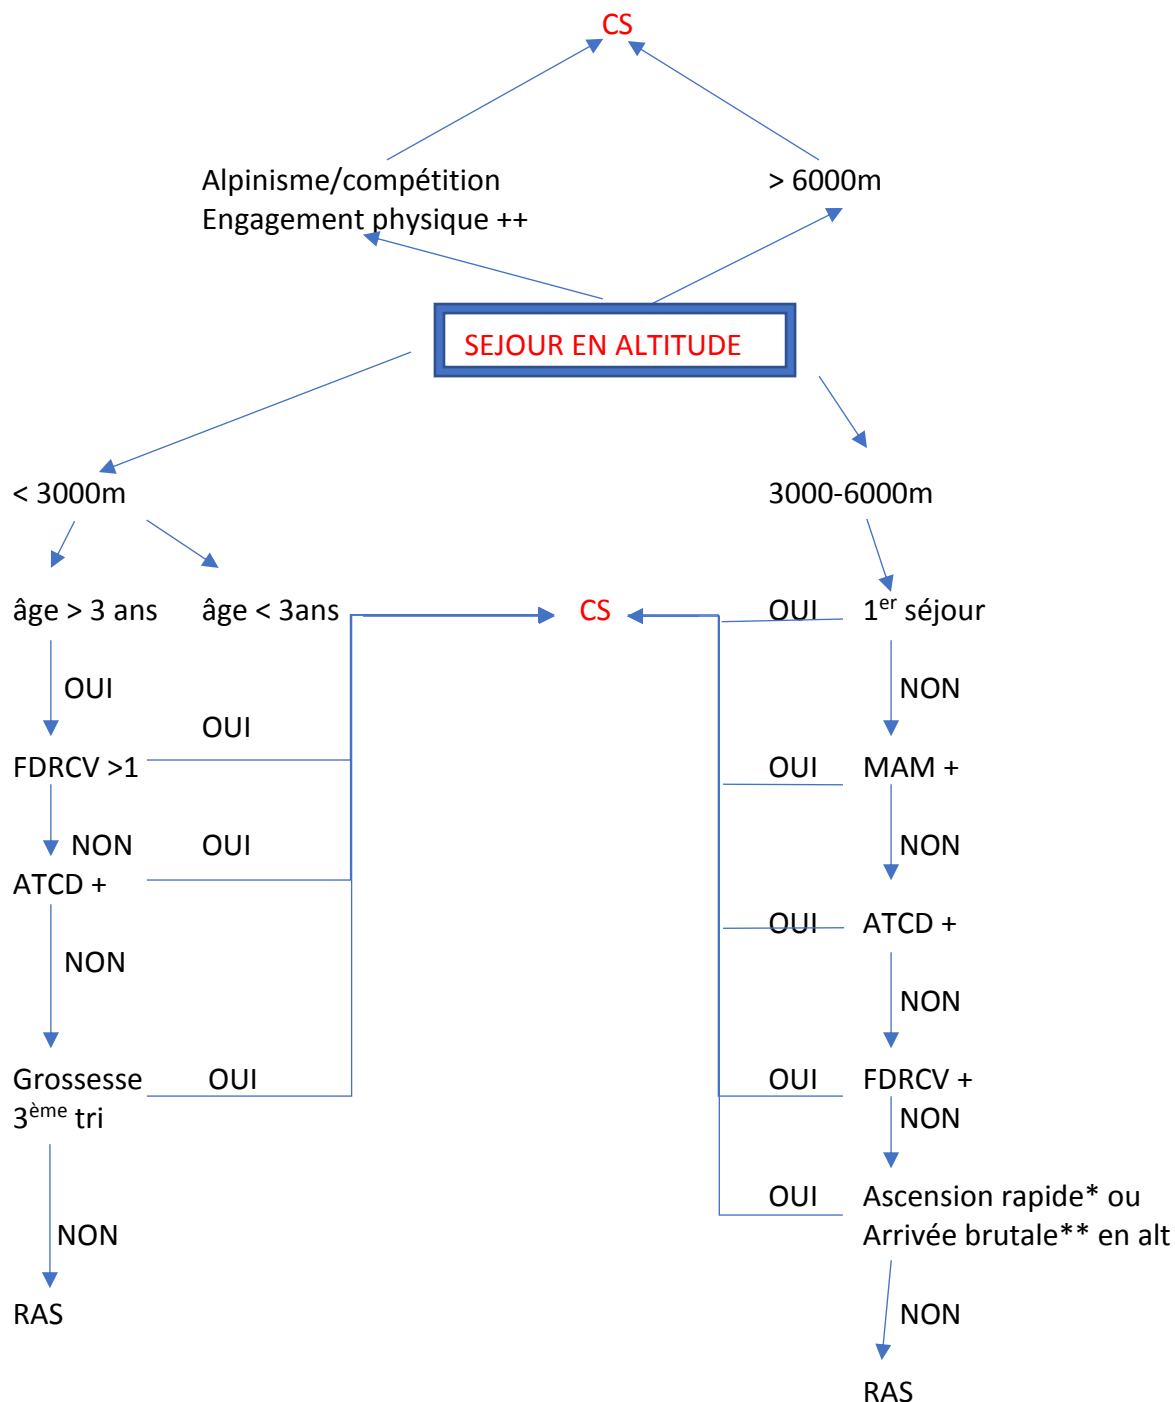 CS
Alpinisme/compétition
Engagement physique ++
> 6000m
SEJOUR EN ALTITUDE
< 3000m
3000-6000m
âge > 3 ans
âge < 3ans
CS
OUI
1er séjour
OUI
NON
OUI
FDRCV >1
OUI
MAM +
NON
OUI
NON
ATCD +
OUI
ATCD +
NON
NON
Grossesse
3ème tri
OUI
OUI
FDRCV +
NON
OUI
Ascension rapide* ou
Arrivée brutale** en alt
NON
RAS
NON
RAS